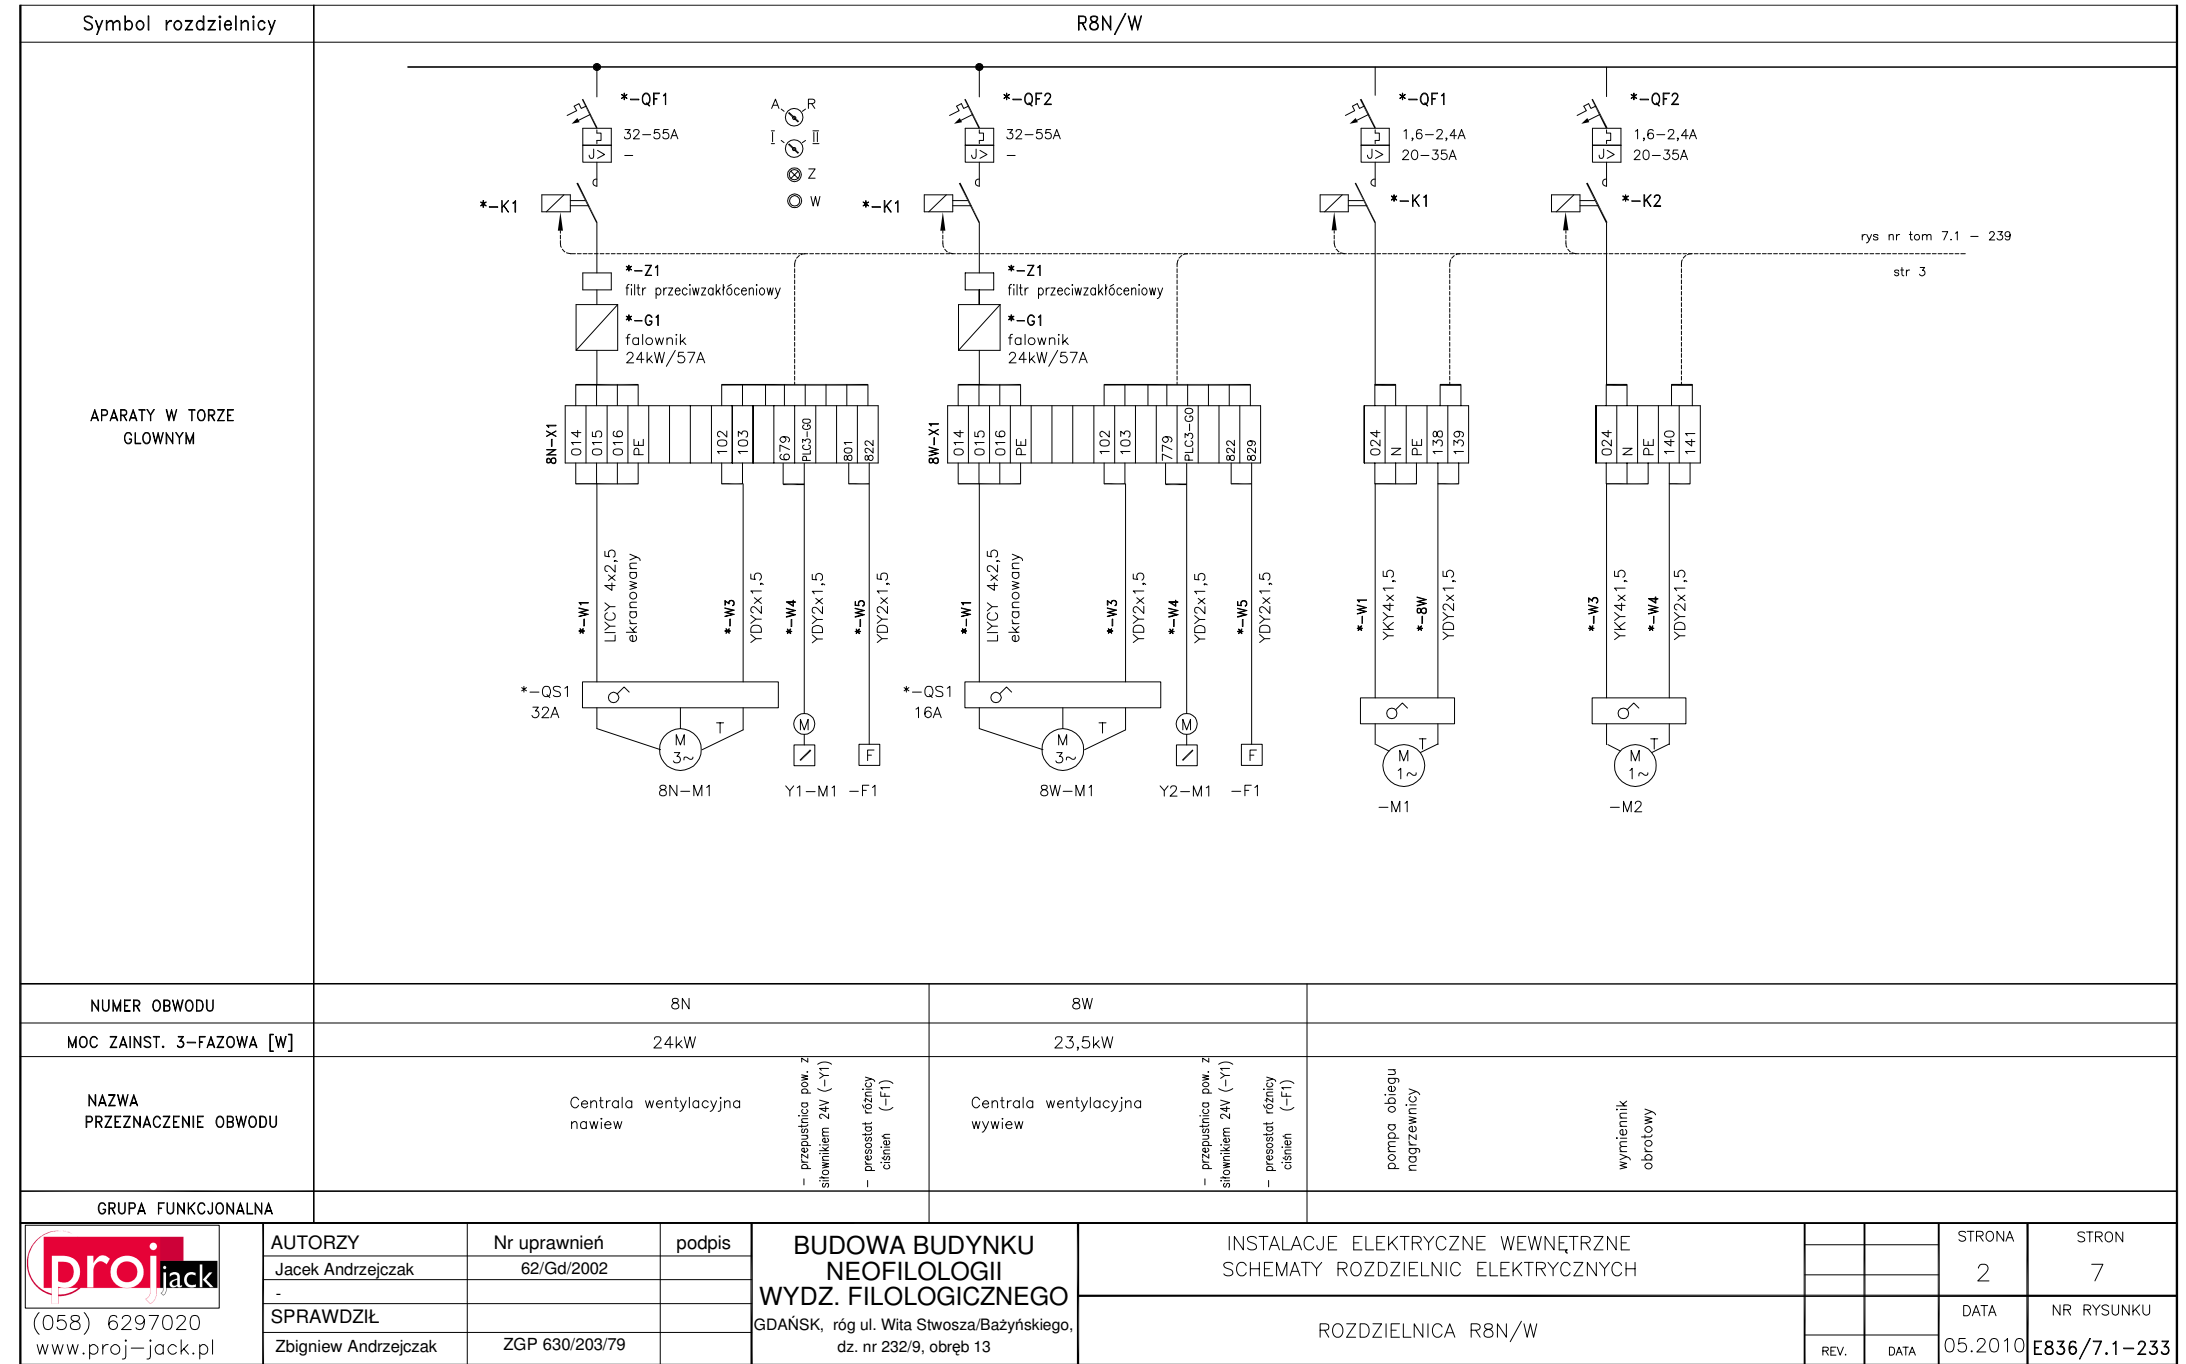 Symbol rozdzielnicy
R8N/W
APARATY W TORZE
GLOWNYM
*-QF1
32-55A
J>
-
A
R
I
II
Z
W
*-K1
*-Z1
filtr przeciwzakłóceniowy
*-G1
falownik
24kW/57A
8N-X1
014
015
016
PE
102
103
679
PLC3-GO
801
822
*-W1
LIYCY 4x2,5
ekranowany
*-W3
YDY2x1,5
*-W4
YDY2x1,5
*-W5
YDY2x1,5
*-QS1
32A
T
M
3~
M
F
8N-M1
Y1-M1
-F1
*-QF2
32-55A
J>
-
*-K1
*-Z1
filtr przeciwzakłóceniowy
*-G1
falownik
24kW/57A
8W-X1
014
015
016
PE
102
103
779
PLC3-GO
822
829
*-W1
LIYCY 4x2,5
ekranowany
*-W3
YDY2x1,5
*-W4
YDY2x1,5
*-W5
YDY2x1,5
*-QS1
16A
T
M
3~
M
F
8W-M1
Y2-M1
-F1
*-QF1
1,6-2,4A
J>
20-35A
*-K1
024
N
PE
138
139
*-W1
YKY4x1,5
*-8W
YDY2x1,5
T
M
1~
-M1
*-QF2
1,6-2,4A
J>
20-35A
*-K2
rys nr tom 7.1 - 239
str 3
024
N
PE
140
141
*-W3
YKY4x1,5
*-W4
YDY2x1,5
T
M
1~
-M2
NUMER OBWODU
8N
8W
MOC ZAINST. 3-FAZOWA [W]
24kW
23,5kW
NAZWA
PRZEZNACZENIE OBWODU
Centrala wentylacyjna
nawiew
- przepustnica pow. z
siłownikiem 24V (-Y1)
- presostat różnicy
ciśnień (-F1)
Centrala wentylacyjna
wywiew
- przepustnica pow. z
siłownikiem 24V (-Y1)
- presostat różnicy
ciśnień (-F1)
pompa obiegu
nagrzewnicy
wymiennik
obrotowy
GRUPA FUNKCJONALNA
proj
jack
(058) 6297020
www.proj-jack.pl
AUTORZY
Nr uprawnień
podpis
Jacek Andrzejczak
62/Gd/2002
-
SPRAWDZIŁ
Zbigniew Andrzejczak
ZGP 630/203/79
BUDOWA BUDYNKU
NEOFILOLOGII
WYDZ. FILOLOGICZNEGO
GDAŃSK, róg ul. Wita Stwosza/Bażyńskiego,
dz. nr 232/9, obręb 13
INSTALACJE ELEKTRYCZNE WEWNĘTRZNE
SCHEMATY ROZDZIELNIC ELEKTRYCZNYCH
ROZDZIELNICA R8N/W
REV.
DATA
STRONA
2
STRON
7
DATA
05.2010
NR RYSUNKU
E836/7.1-233